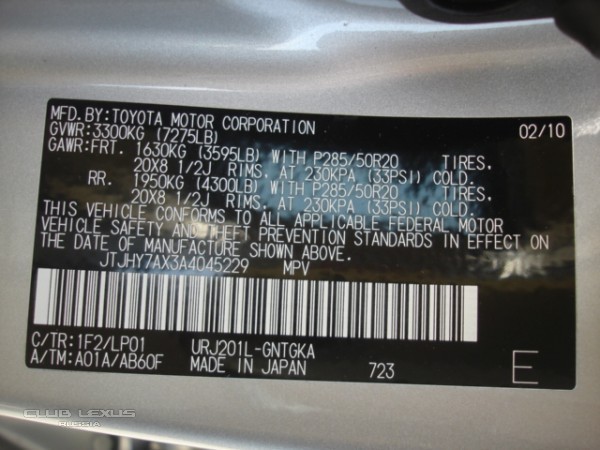 MFD.BY:TOYOTA MOTOR CORPORATION 02/10
GVWR:3300KG (7275LB)
GAWR:FRT. 1630KG (3595LB) WITH P285/50R20 TIRES.
20X8 1/2J RIMS. AT 230KPA (33PSI) COLD.
RR. 1950KG (4300LB) WITH P285/50R20 TIRES.
20X8 1/2J RIMS. AT 230KPA (33PSI) COLD.
THIS VEHICLE CONFORMS TO ALL APPLICABLE FEDERAL MOTOR
VEHICLE SAFETY AND THEFT PREVENTION STANDARDS IN EFFECT ON
THE DATE OF MANUFACTURE SHOWN ABOVE.
JTJHY7AX3A4045229 MPV
C/TR:1F2/LP01 URJ201L-GNTGKA
A/TM:A01A/AB60F MADE IN JAPAN 723 E
CLUB LEXUS
RUSSIA